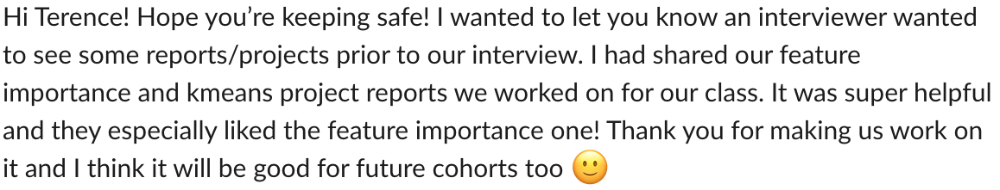 Hi Terence! Hope you’re keeping safe! I wanted to let you know an interviewer wanted
to see some reports/projects prior to our interview. I had shared our feature
importance and kmeans project reports we worked on for our class. It was super helpful
and they especially liked the feature importance one! Thank you for making us work on
it and I think it will be good for future cohorts too 🙂